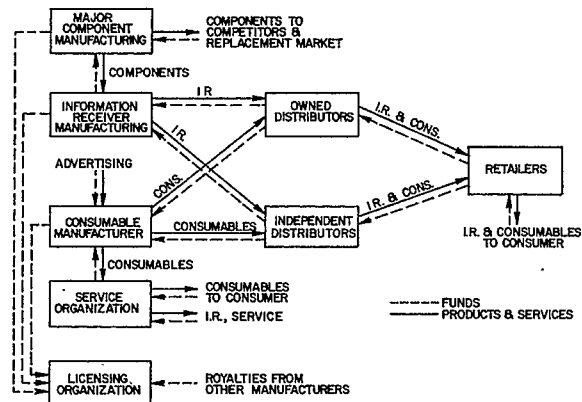 MAJOR
COMPONENT
MANUFACTURING
COMPONENTS TO
COMPETITORS &
REPLACEMENT MARKET
COMPONENTS
INFORMATION
RECEIVER
MANUFACTURING
I.R
OWNED
DISTRIBUTORS
I.R.
I.R. & CONS.
ADVERTISING
CONS.
RETAILERS
I.R. & CONS.
CONSUMABLE
MANUFACTURER
CONSUMABLES
INDEPENDENT
DISTRIBUTORS
I.R. & CONSUMABLES
TO CONSUMER
CONSUMABLES
SERVICE
ORGANIZATION
CONSUMABLES
TO CONSUMER
I.R., SERVICE
FUNDS
PRODUCTS & SERVICES
LICENSING
ORGANIZATION
ROYALTIES FROM
OTHER MANUFACTURERS